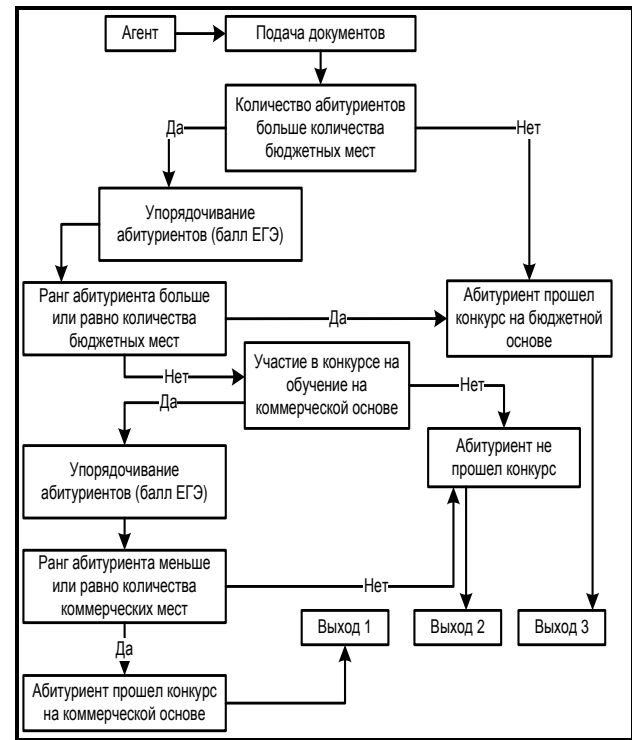 Агент
Подача документов
Количество абитуриентов
больше количества
бюджетных мест
Да
Нет
Упорядочивание
абитуриентов (балл ЕГЭ)
Ранг абитуриента больше
или равно количества
бюджетных мест
Да
Абитуриент прошел
конкурс на бюджетной
основе
Нет
Участие в конкурсе на
обучение на
коммерческой основе
Нет
Да
Абитуриент не
прошел конкурс
Упорядочивание
абитуриентов (балл ЕГЭ)
Ранг абитуриента меньше
или равно количества
коммерческих мест
Нет
Да
Выход 1
Выход 2
Выход 3
Абитуриент прошел конкурс
на коммерческой основе